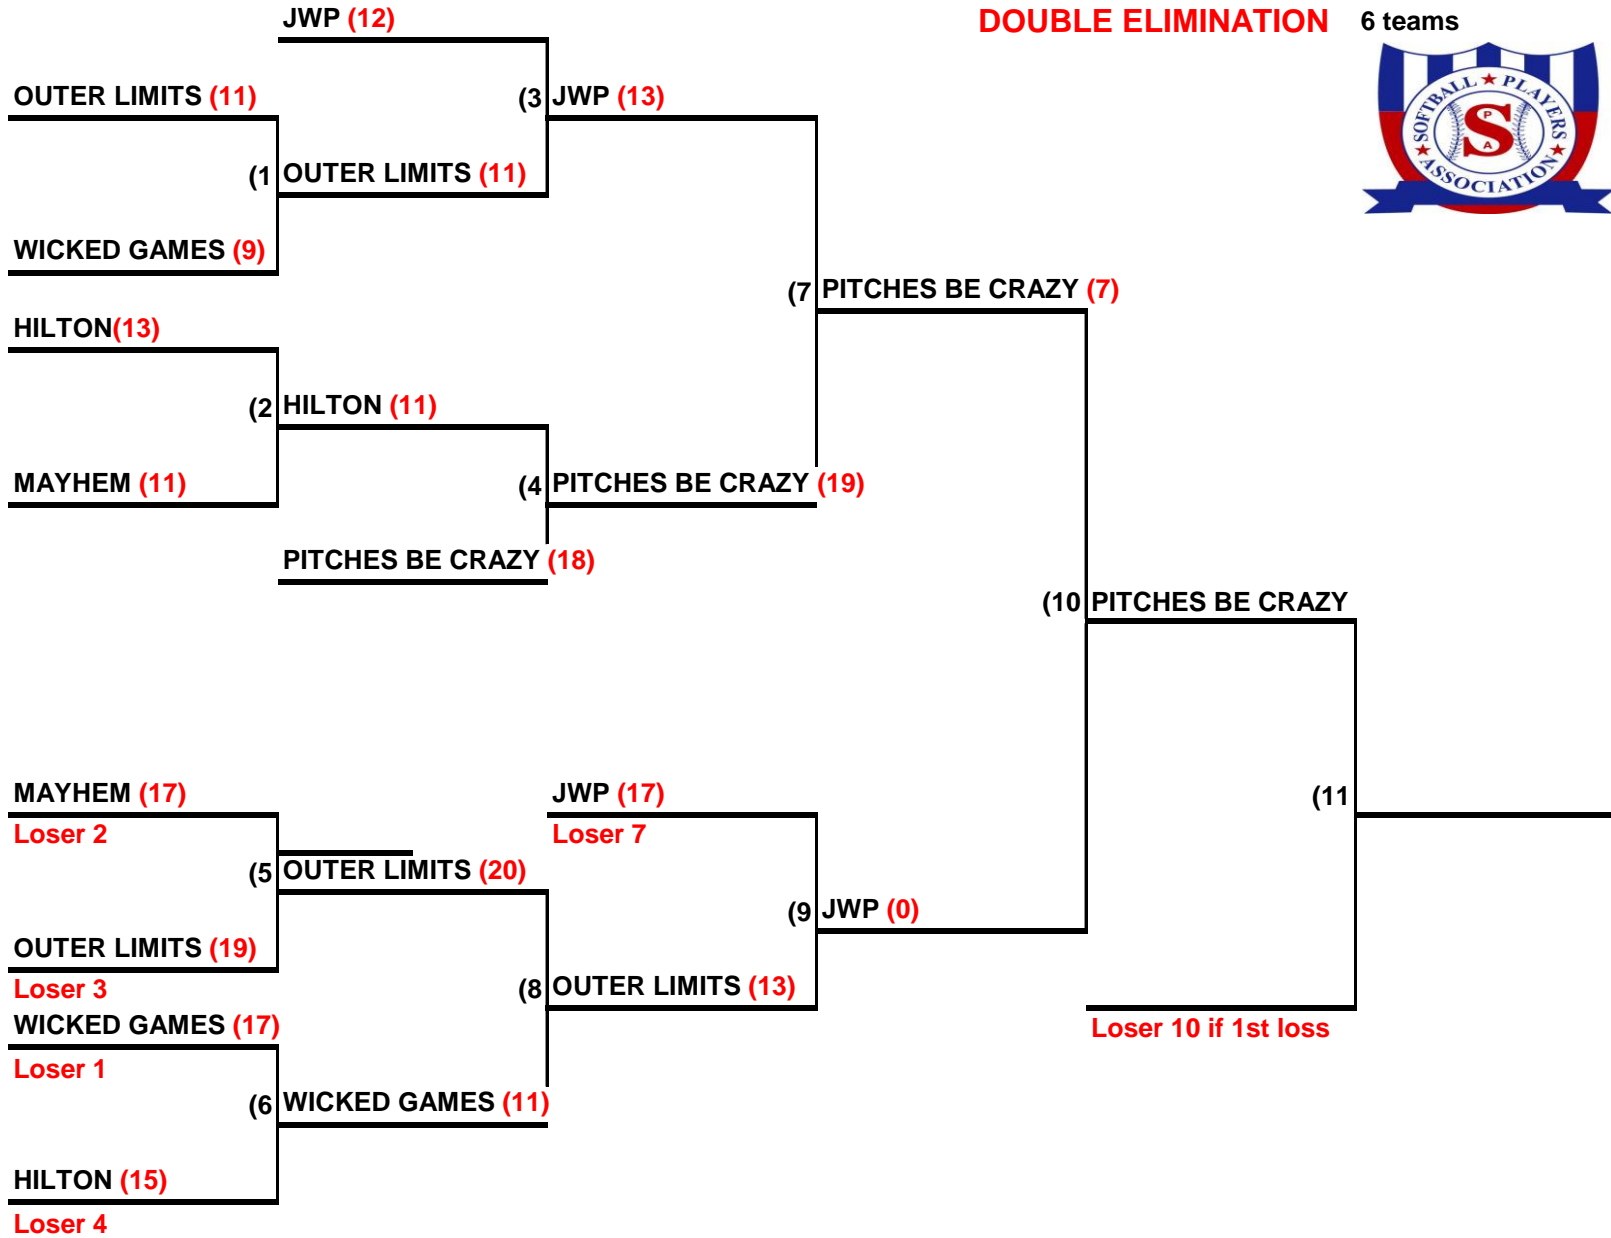 JWP (12)
DOUBLE ELIMINATION 6 teams
SOFTBALL ★ PLAYERS ★ ASSOCIATION ★
P
S
A
OUTER LIMITS (11)
(3 JWP (13)
(1 OUTER LIMITS (11)
WICKED GAMES (9)
(7 PITCHES BE CRAZY (7)
HILTON(13)
(2 HILTON (11)
MAYHEM (11)
(4 PITCHES BE CRAZY (19)
PITCHES BE CRAZY (18)
(10 PITCHES BE CRAZY
MAYHEM (17)
JWP (17)
(11
Loser 2
Loser 7
(5 OUTER LIMITS (20)
(9 JWP (0)
OUTER LIMITS (19)
Loser 3
(8 OUTER LIMITS (13)
WICKED GAMES (17)
Loser 10 if 1st loss
Loser 1
(6 WICKED GAMES (11)
HILTON (15)
Loser 4